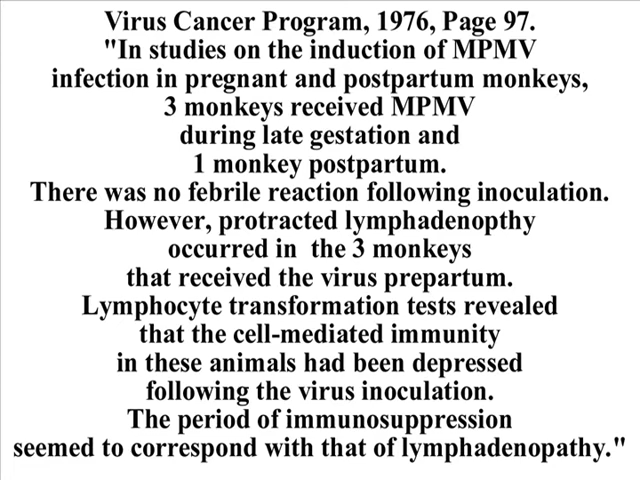 Virus Cancer Program, 1976, Page 97.
"In studies on the induction of MPMV
infection in pregnant and postpartum monkeys,
3 monkeys received MPMV
during late gestation and
1 monkey postpartum.
There was no febrile reaction following inoculation.
However, protracted lymphadenopthy
occurred in the 3 monkeys
that received the virus prepartum.
Lymphocyte transformation tests revealed
that the cell-mediated immunity
in these animals had been depressed
following the virus inoculation.
The period of immunosuppression
seemed to correspond with that of lymphadenopathy."